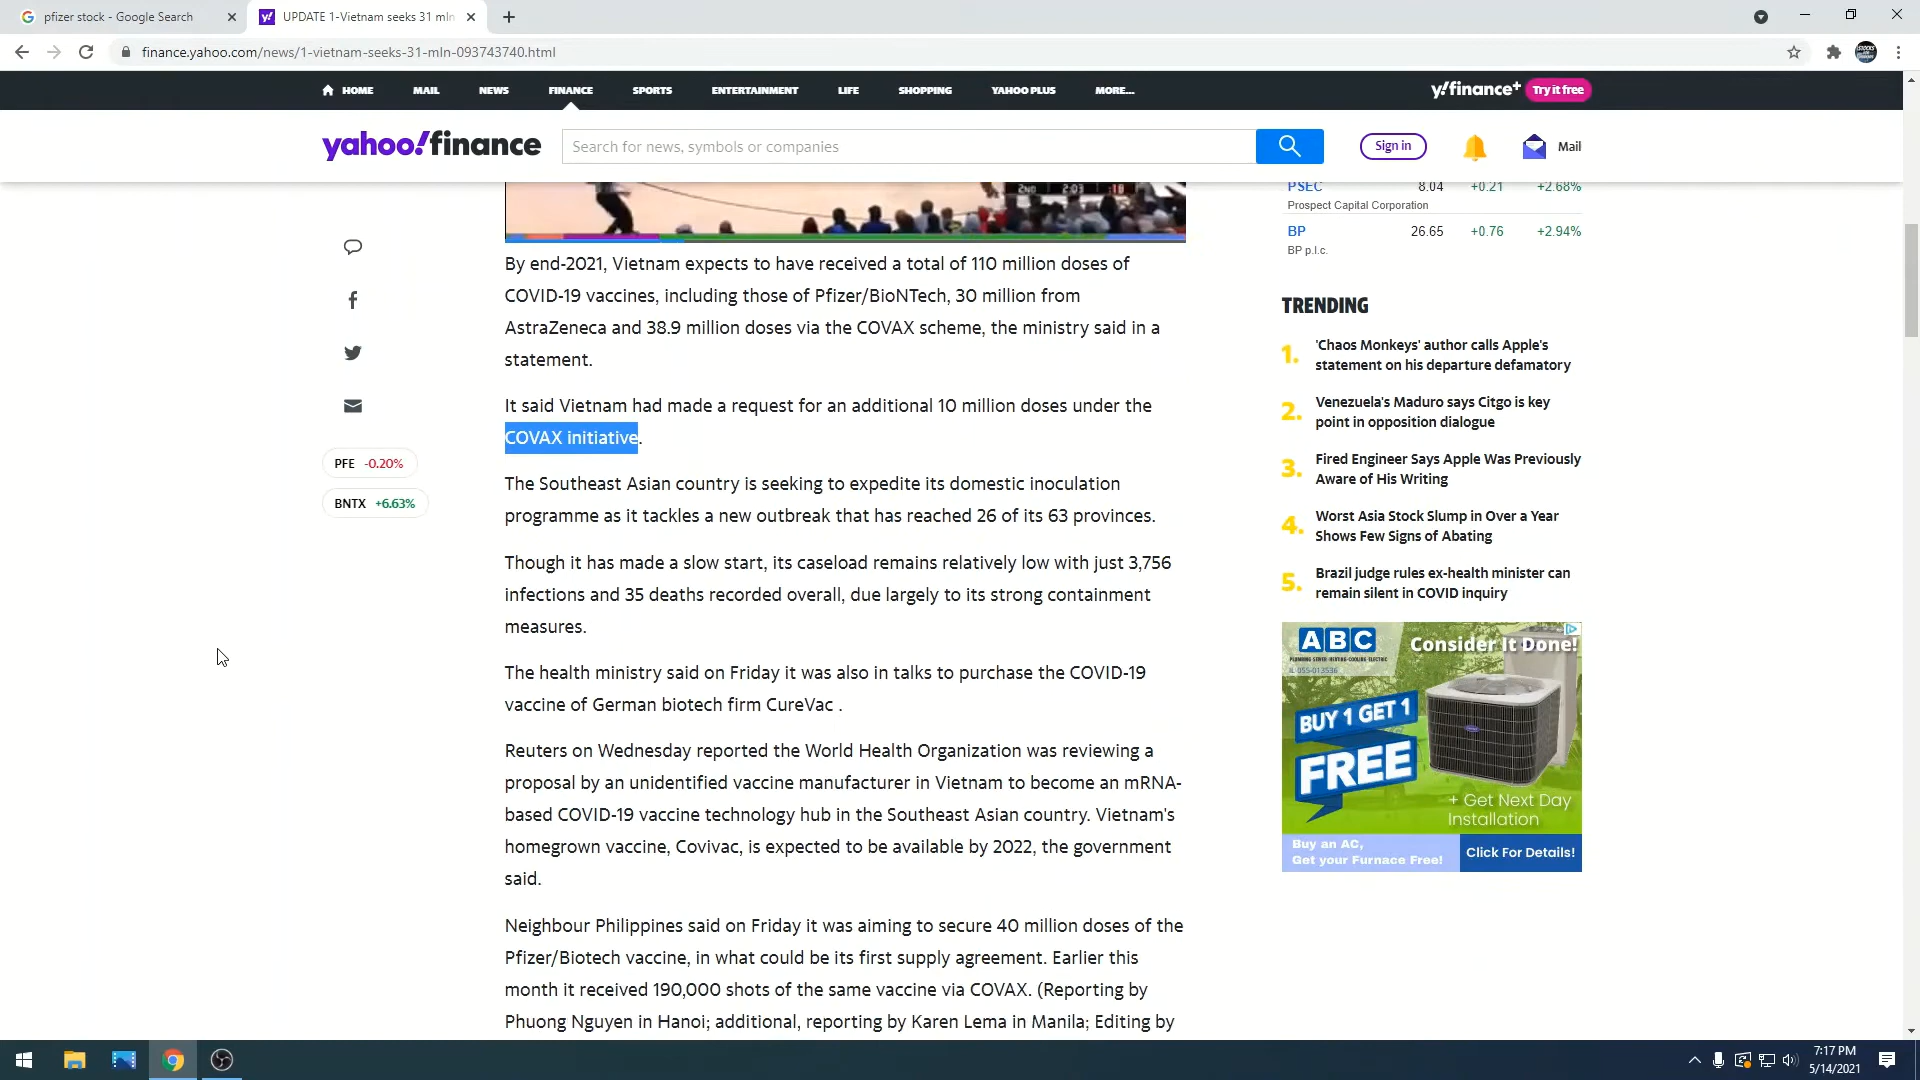 pfizer stock - Google Search
UPDATE 1-Vietnam seeks 31 mln
finance.yahoo.com/news/1-vietnam-seeks-31-mln-093743740.html
HOME MAIL NEWS FINANCE SPORTS ENTERTAINMENT LIFE SHOPPING YAHOO PLUS MORE...
y!finance+ Try it free
yahoo!finance
Search for news, symbols or companies
Sign in
Mail
2ND 2:03 :18
PSEC 8.04 +0.21 +2.68%
Prospect Capital Corporation
BP 26.65 +0.76 +2.94%
BP p.l.c.
PFE -0.20%
BNTX +6.63%
By end-2021, Vietnam expects to have received a total of 110 million doses of
COVID-19 vaccines, including those of Pfizer/BioNTech, 30 million from
AstraZeneca and 38.9 million doses via the COVAX scheme, the ministry said in a
statement.
It said Vietnam had made a request for an additional 10 million doses under the
COVAX initiative.
The Southeast Asian country is seeking to expedite its domestic inoculation
programme as it tackles a new outbreak that has reached 26 of its 63 provinces.
Though it has made a slow start, its caseload remains relatively low with just 3,756
infections and 35 deaths recorded overall, due largely to its strong containment
measures.
The health ministry said on Friday it was also in talks to purchase the COVID-19
vaccine of German biotech firm CureVac .
Reuters on Wednesday reported the World Health Organization was reviewing a
proposal by an unidentified vaccine manufacturer in Vietnam to become an mRNA-
based COVID-19 vaccine technology hub in the Southeast Asian country. Vietnam's
homegrown vaccine, Covivac, is expected to be available by 2022, the government
said.
Neighbour Philippines said on Friday it was aiming to secure 40 million doses of the
Pfizer/Biotech vaccine, in what could be its first supply agreement. Earlier this
month it received 190,000 shots of the same vaccine via COVAX. (Reporting by
Phuong Nguyen in Hanoi; additional, reporting by Karen Lema in Manila; Editing by
TRENDING
1. 'Chaos Monkeys' author calls Apple's
statement on his departure defamatory
2. Venezuela's Maduro says Citgo is key
point in opposition dialogue
3. Fired Engineer Says Apple Was Previously
Aware of His Writing
4. Worst Asia Stock Slump in Over a Year
Shows Few Signs of Abating
5. Brazil judge rules ex-health minister can
remain silent in COVID inquiry
ABC
PLUMBING·SEWER·HEATING·COOLING·ELECTRIC
Consider It Done!
BUY 1 GET 1
FREE
+ Get Next Day
Installation
Buy an AC,
Get your Furnace Free!
Click For Details!
7:17 PM
5/14/2021